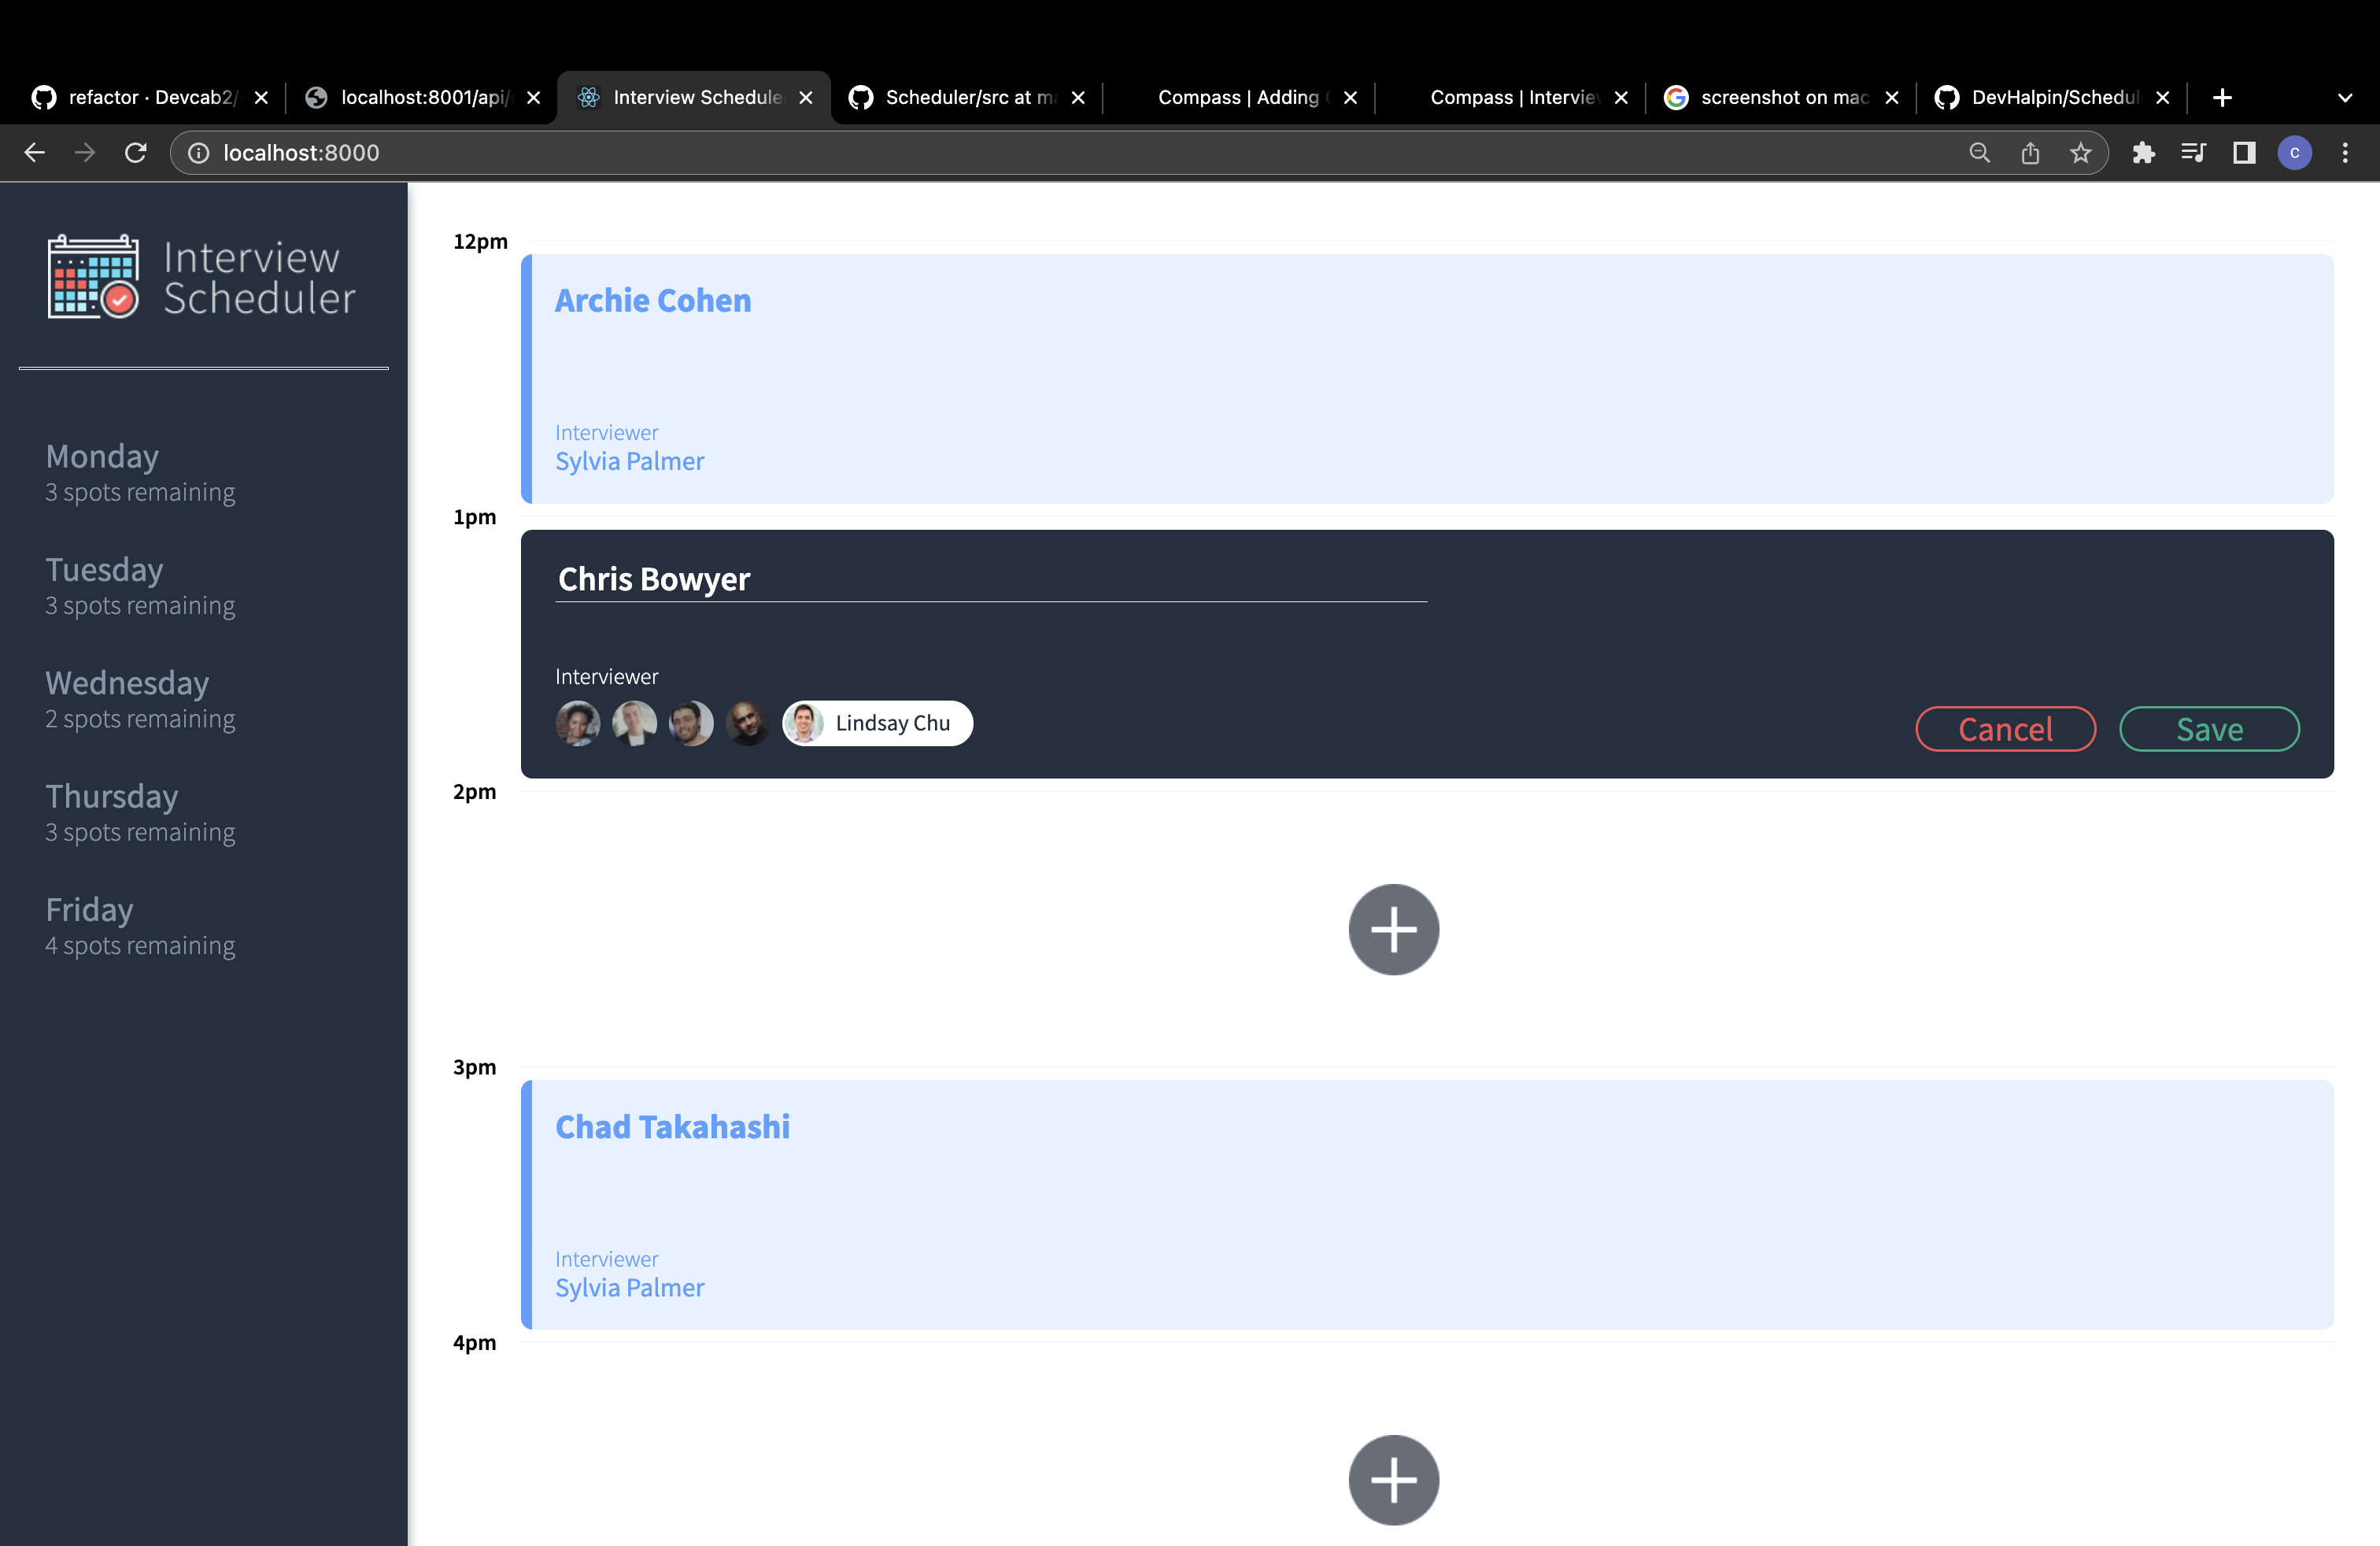 refactor · Devcab2/
localhost:8001/api/
Interview Schedule
Scheduler/src at ma
Compass | Adding
Compass | Intervie
screenshot on mac
DevHalpin/Schedul
localhost:8000
C
Interview
Scheduler
Monday
3 spots remaining
Tuesday
3 spots remaining
Wednesday
2 spots remaining
Thursday
3 spots remaining
Friday
4 spots remaining
12pm
Archie Cohen
Interviewer
Sylvia Palmer
1pm
Chris Bowyer
Interviewer
Lindsay Chu
Cancel
Save
2pm
3pm
Chad Takahashi
Interviewer
Sylvia Palmer
4pm